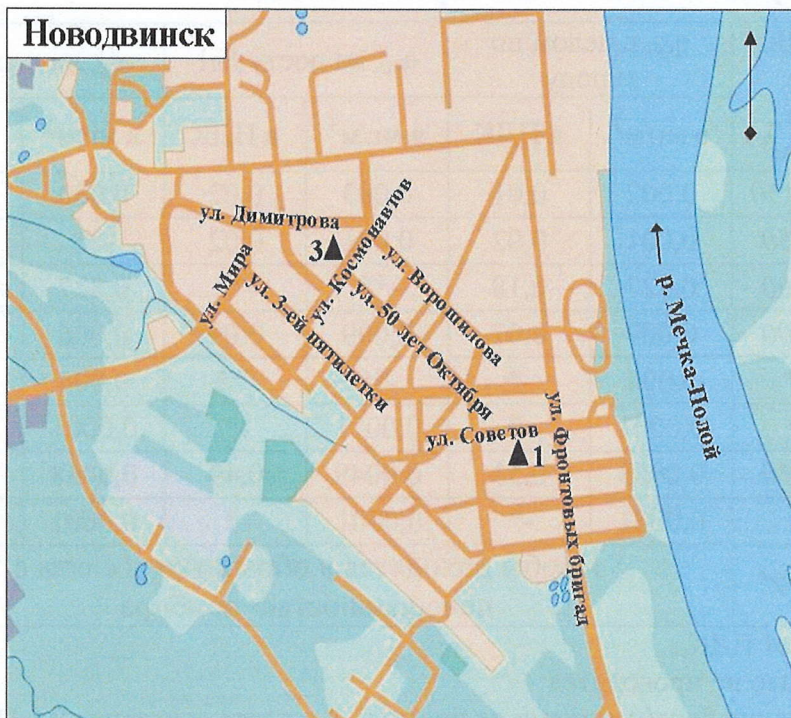 Новодвинск
ул. Димитрова
3
ул. Космонавтов
ул. Ворошилова
ул. Мира
ул. 3-ей пятилетки
ул. 50 лет Октября
р. Мечка-Полой
ул. Советов
1
ул. Фронтовых бригад